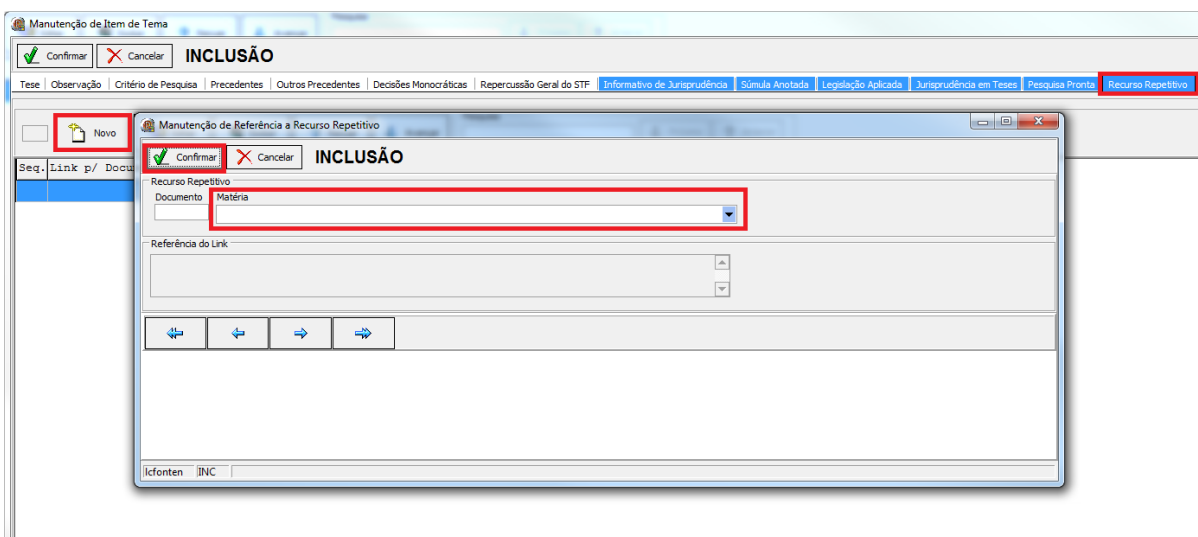 Manutenção de Item de Tema
Confirmar Cancelar INCLUSÃO
Tese Observação Critério de Pesquisa Precedentes Outros Precedentes Decisões Monocráticas Repercussão Geral do STF Informativo de Jurisprudência Súmula Anotada Legislação Aplicada Jurisprudência em Teses Pesquisa Pronta Recurso Repetitivo
Novo
Seq. Link p/ Docu
Manutenção de Referência a Recurso Repetitivo
Confirmar Cancelar INCLUSÃO
Recurso Repetitivo
Documento Matéria
Referência do Link
lcfonten INC